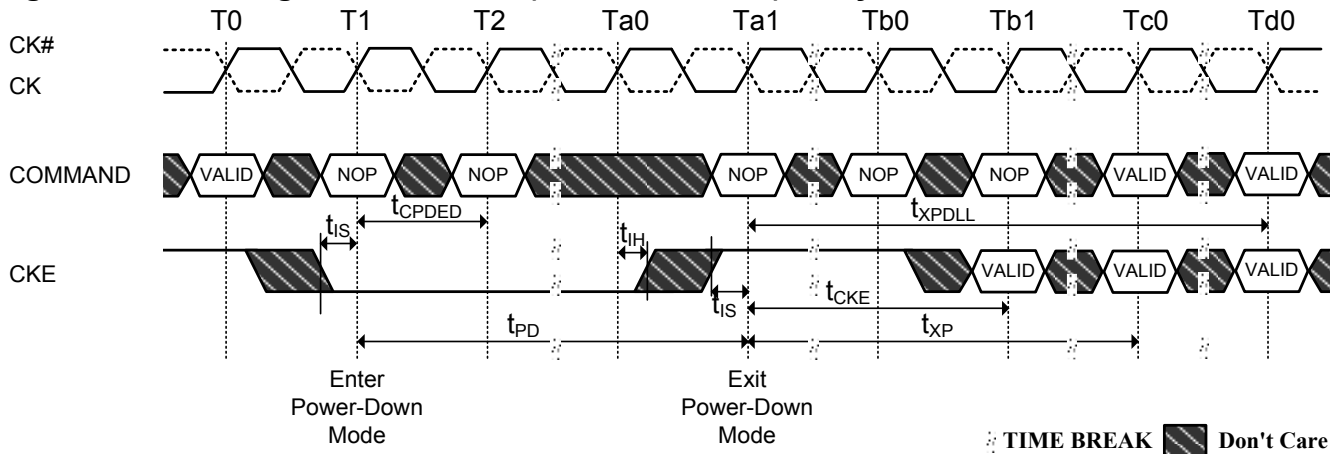 T0 T1 T2 Ta0 Ta1 Tb0 Tb1 Tc0 Td0
CK#
CK
COMMAND VALID NOP NOP NOP NOP NOP VALID VALID
tCPDED tXPDLL
tIS tIH
CKE VALID VALID VALID
tIS tCKE
tPD tXP
Enter
Power-Down
Mode
Exit
Power-Down
Mode
TIME BREAK Don't Care